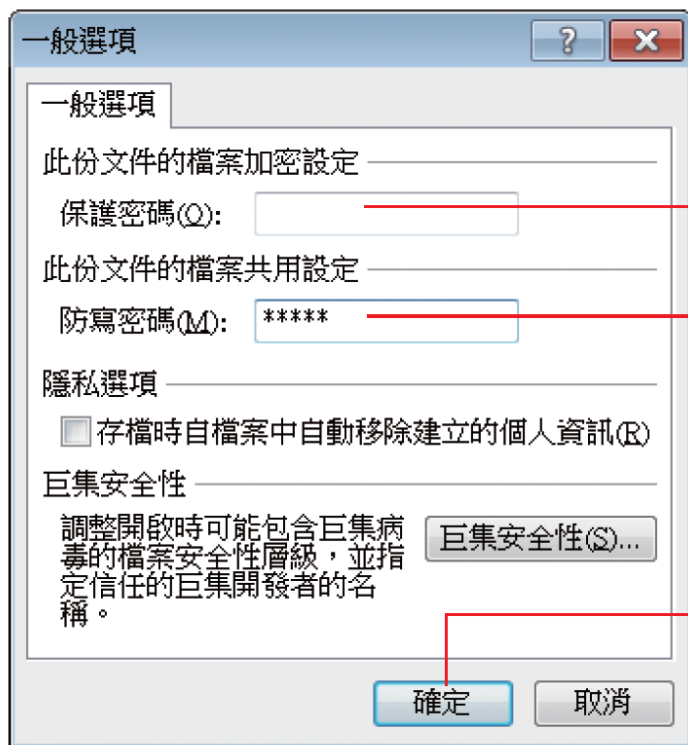 一般選項
一般選項
此份文件的檔案加密設定
保護密碼(O):
此份文件的檔案共用設定
防寫密碼(M): *****
隱私選項
存檔時自檔案中自動移除建立的個人資訊(R)
巨集安全性
調整開啟時可能包含巨集病
毒的檔案安全性層級，並指
定信任的巨集開發者的名
稱。
巨集安全性(S)...
確定
取消